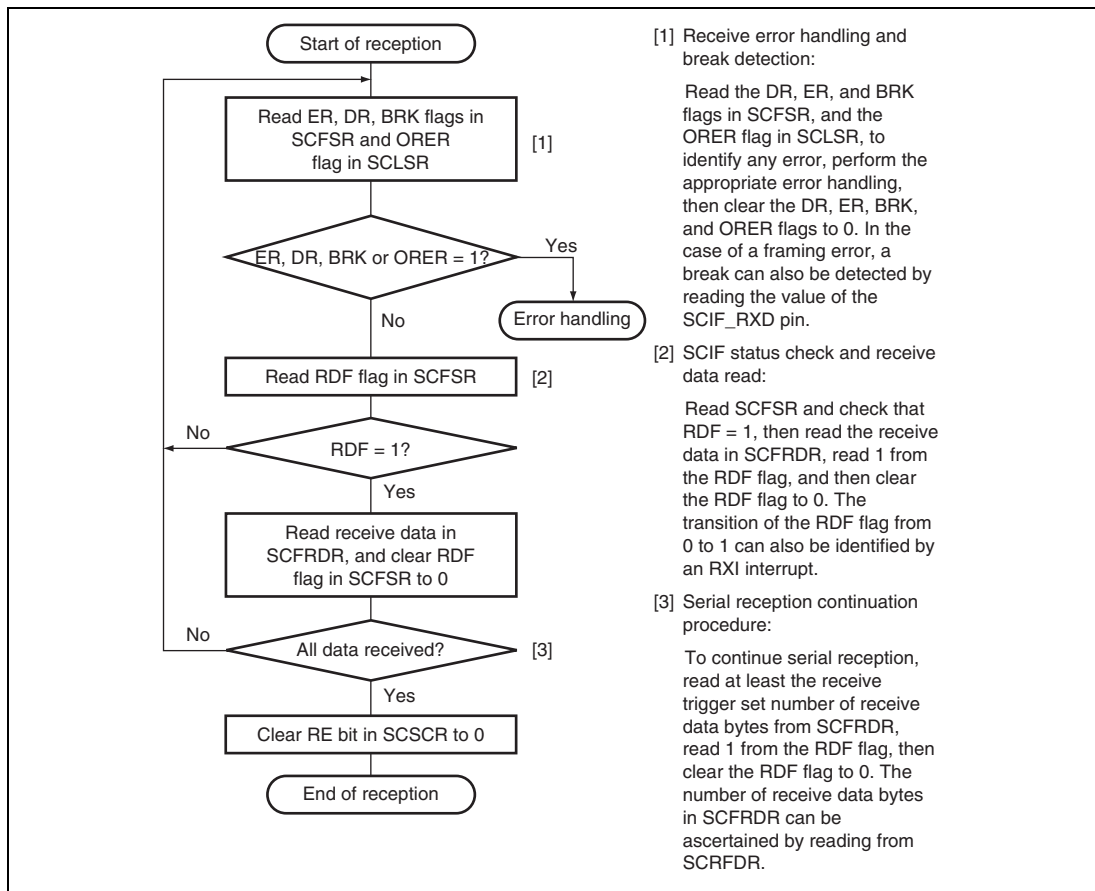 Start of reception
Read ER, DR, BRK flags in
SCFSR and ORER
flag in SCLSR
[1]
ER, DR, BRK or ORER = 1?
Yes
Error handling
No
Read RDF flag in SCFSR
[2]
No
RDF = 1?
Yes
Read receive data in
SCFRDR, and clear RDF
flag in SCFSR to 0
No
All data received?
[3]
Yes
Clear RE bit in SCSCR to 0
End of reception
[1] Receive error handling and
break detection:
Read the DR, ER, and BRK
flags in SCFSR, and the
ORER flag in SCLSR, to
identify any error, perform the
appropriate error handling,
then clear the DR, ER, BRK,
and ORER flags to 0. In the
case of a framing error, a
break can also be detected by
reading the value of the
SCIF_RXD pin.
[2] SCIF status check and receive
data read:
Read SCFSR and check that
RDF = 1, then read the receive
data in SCFRDR, read 1 from
the RDF flag, and then clear
the RDF flag to 0. The
transition of the RDF flag from
0 to 1 can also be identified by
an RXI interrupt.
[3] Serial reception continuation
procedure:
To continue serial reception,
read at least the receive
trigger set number of receive
data bytes from SCFRDR,
read 1 from the RDF flag, then
clear the RDF flag to 0. The
number of receive data bytes
in SCFRDR can be
ascertained by reading from
SCRFDR.